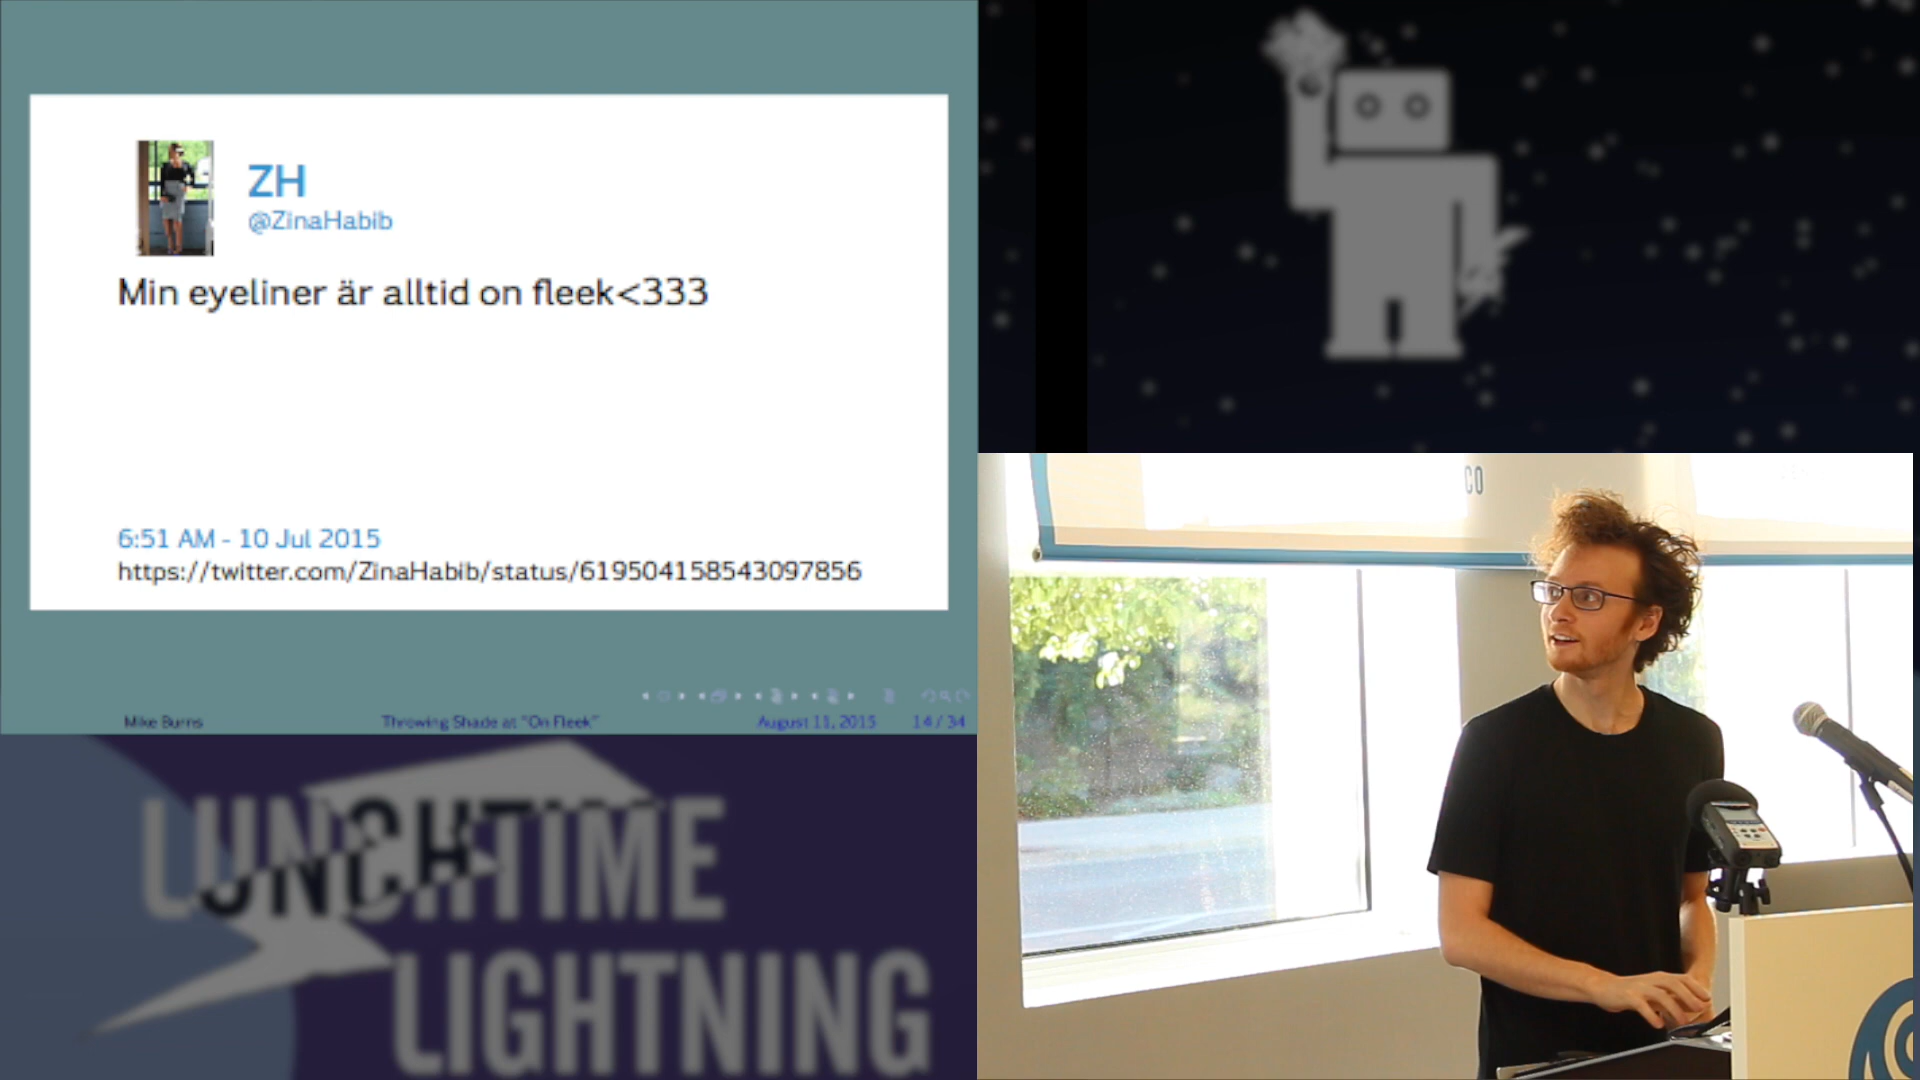 ZH
@ZinaHabib
Min eyeliner är alltid on fleek<333
6:51 AM - 10 Jul 2015
https://twitter.com/ZinaHabib/status/619504158543097856
Mike Burns
Throwing Shade at "On Fleek"
August 11, 2015
14 / 34
CO
LUNCHTIME
LIGHTNING